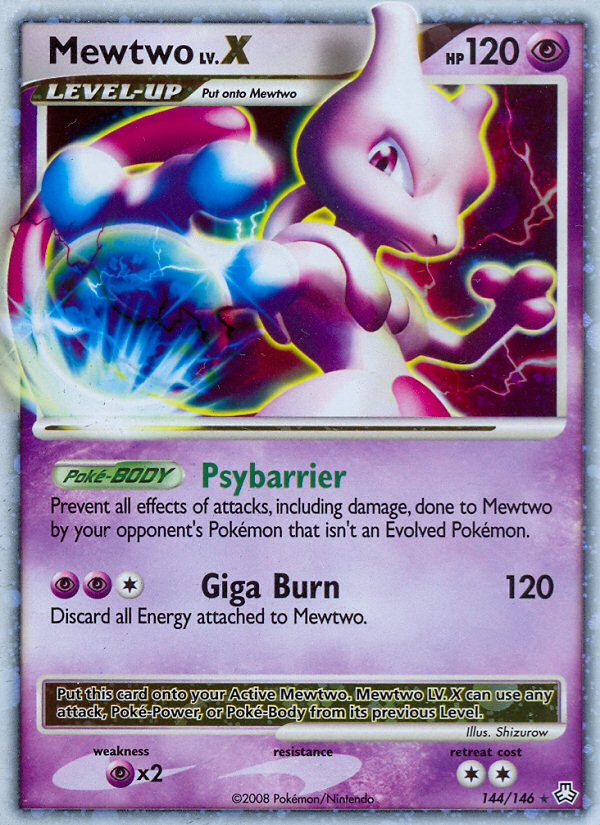 Mewtwo LV.X HP 120
LEVEL-UP Put onto Mewtwo
Poké-BODY Psybarrier
Prevent all effects of attacks, including damage, done to Mewtwo
by your opponent's Pokémon that isn't an Evolved Pokémon.
Giga Burn 120
Discard all Energy attached to Mewtwo.
Put this card onto your Active Mewtwo. Mewtwo LV.X can use any
attack, Poké-Power, or Poké-Body from its previous Level.
Illus. Shizurow
weakness resistance retreat cost
x2
©2008 Pokémon/Nintendo 144/146